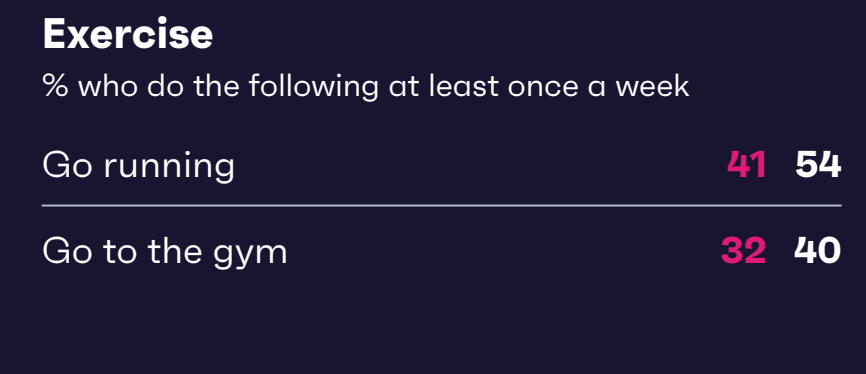 Exercise
% who do the following at least once a week
Go running 41 54
Go to the gym 32 40